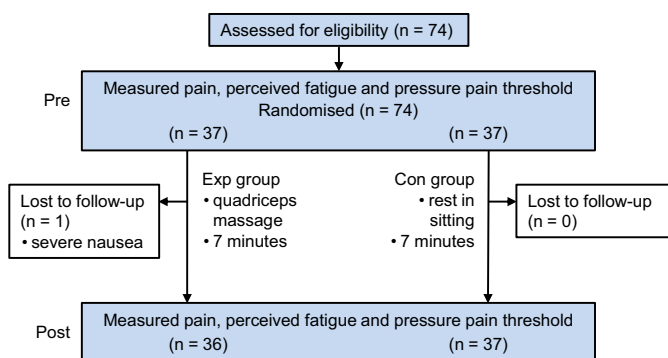 Assessed for eligibility (n = 74)
Pre
Measured pain, perceived fatigue and pressure pain threshold
Randomised (n = 74)
(n = 37) (n = 37)
Exp group
• quadriceps
massage
• 7 minutes
Con group
• rest in
sitting
• 7 minutes
Lost to follow-up
(n = 1)
• severe nausea
Lost to follow-up
(n = 0)
Post
Measured pain, perceived fatigue and pressure pain threshold
(n = 36) (n = 37)